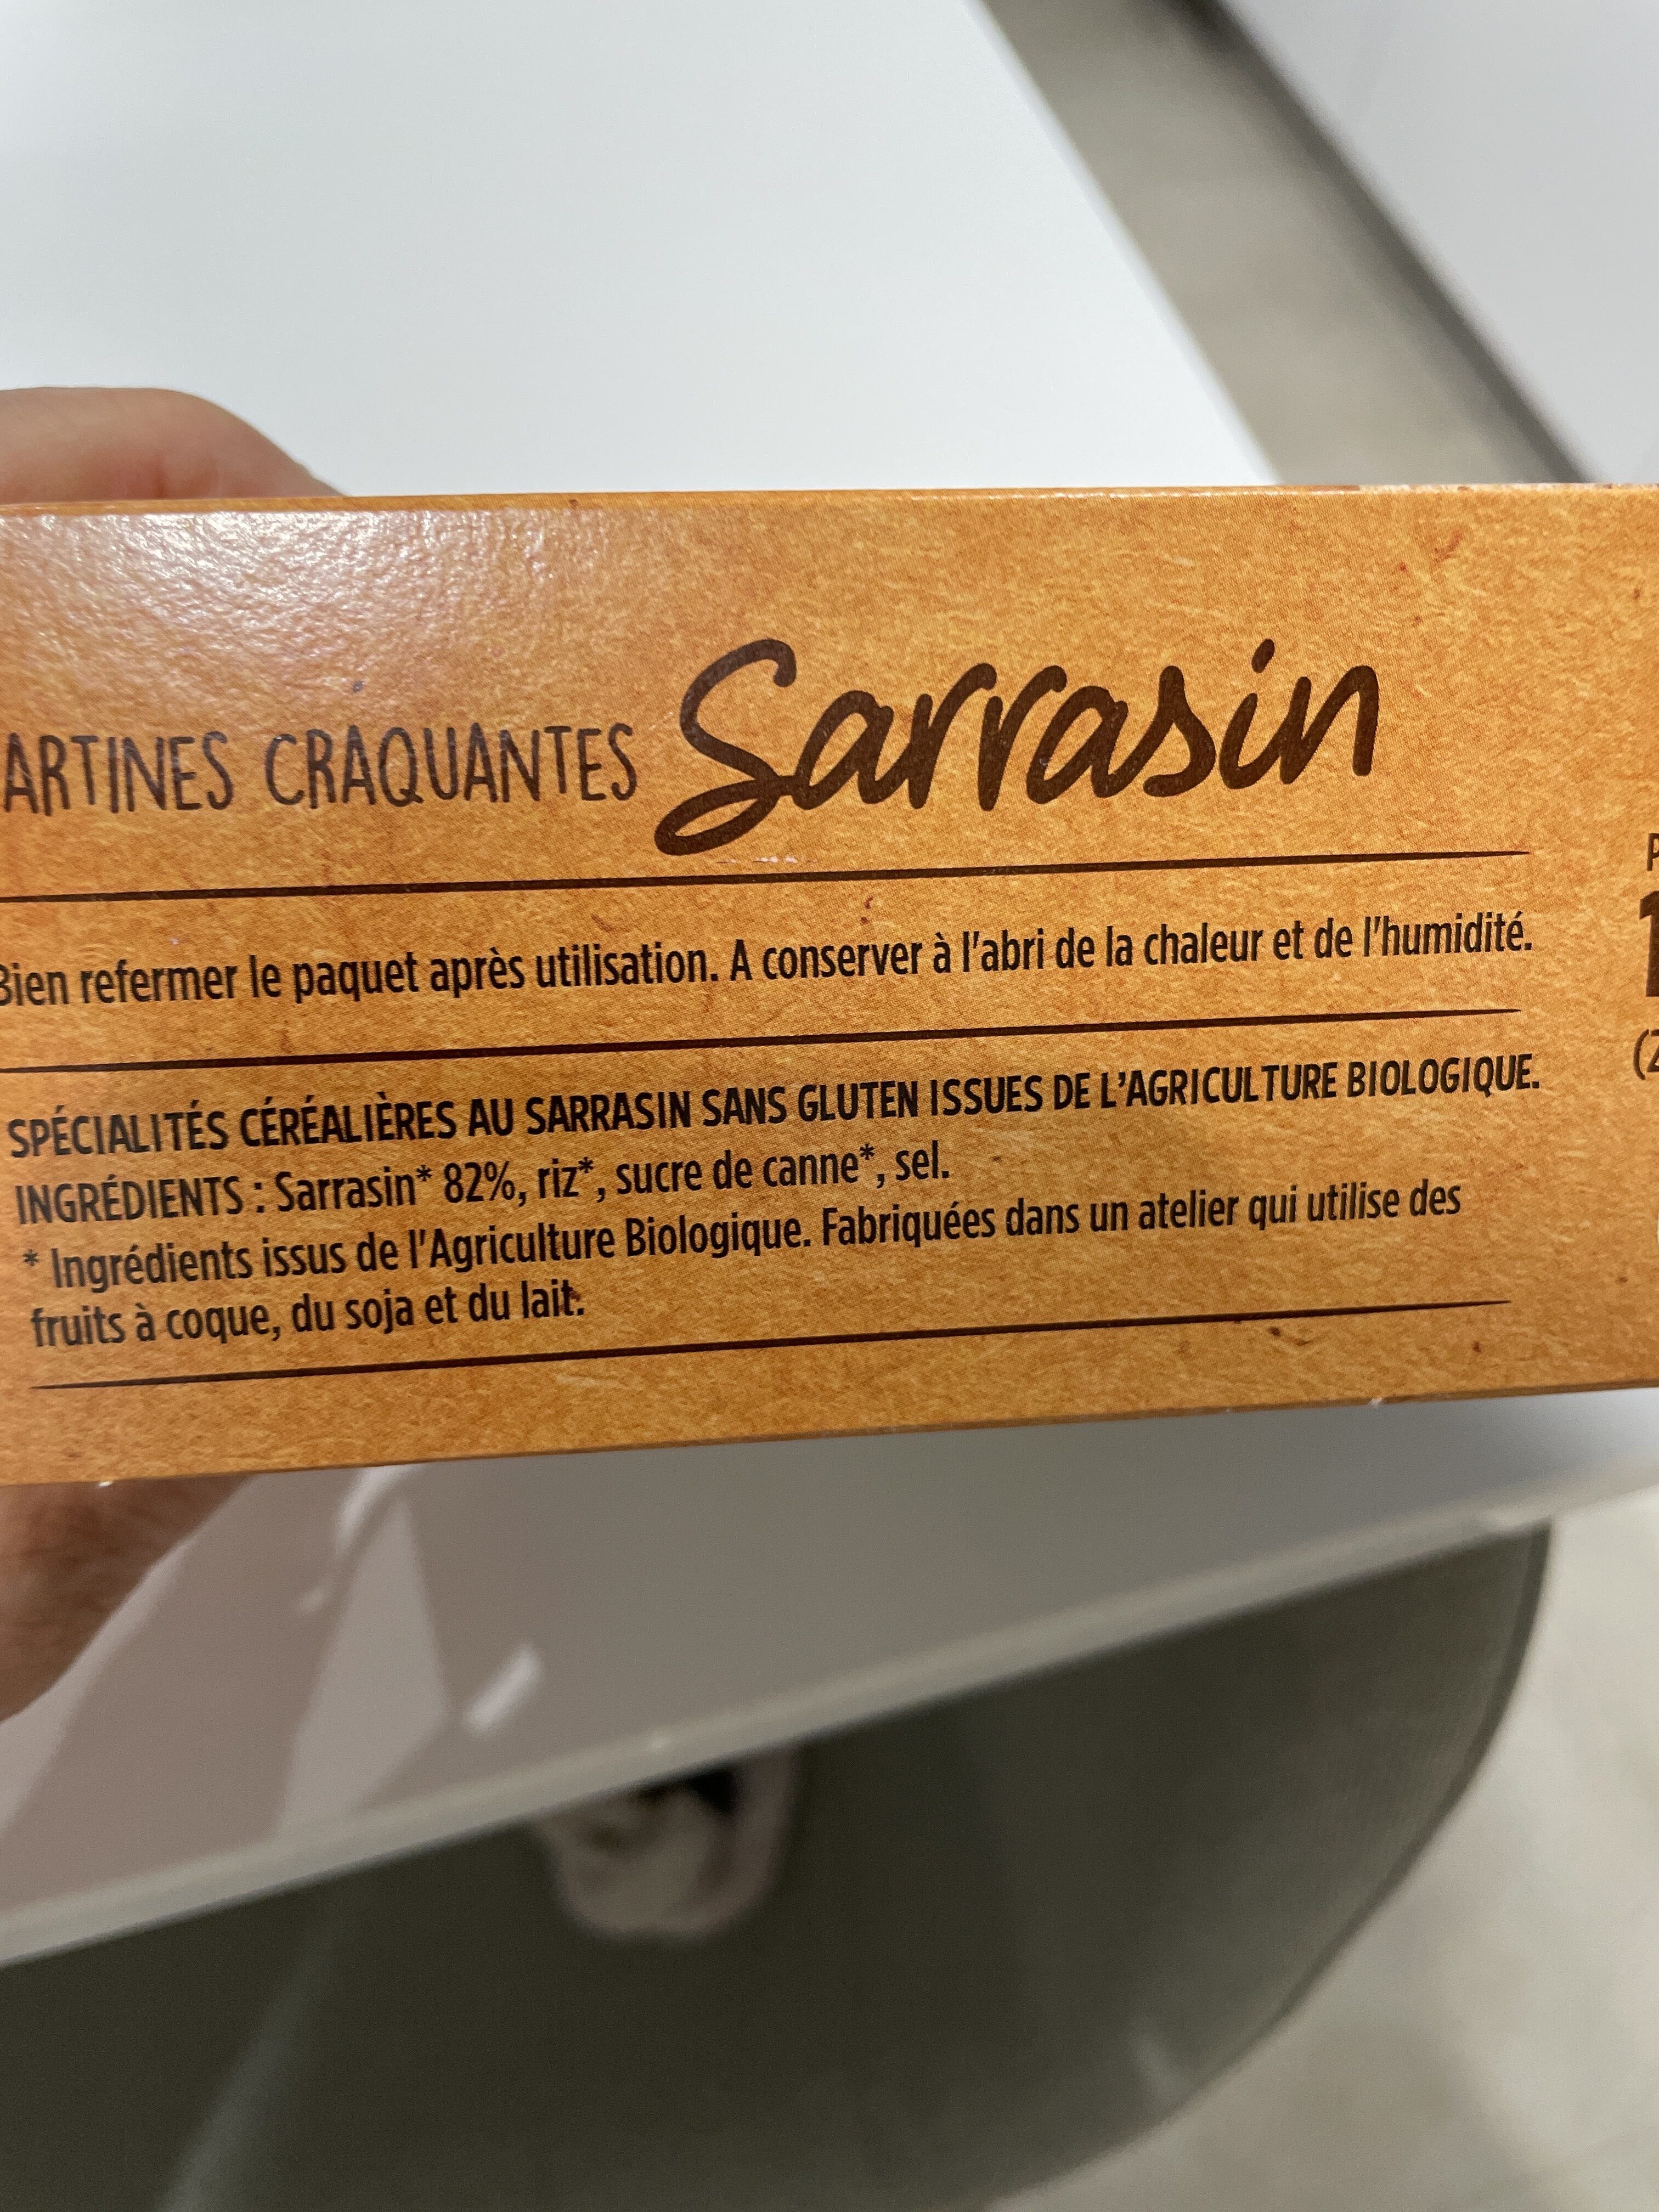 ARTINES CRAQUANTES Sarrasin
Bien refermer le paquet après utilisation. A conserver à l'abri de la chaleur et de l'humidité.
SPÉCIALITÉS CÉRÉALIÈRES AU SARRASIN SANS GLUTEN ISSUES DE L'AGRICULTURE BIOLOGIQUE.
INGRÉDIENTS : Sarrasin* 82%, riz*, sucre de canne*, sel.
* Ingrédients issus de l'Agriculture Biologique. Fabriquées dans un atelier qui utilise des
fruits à coque, du soja et du lait.